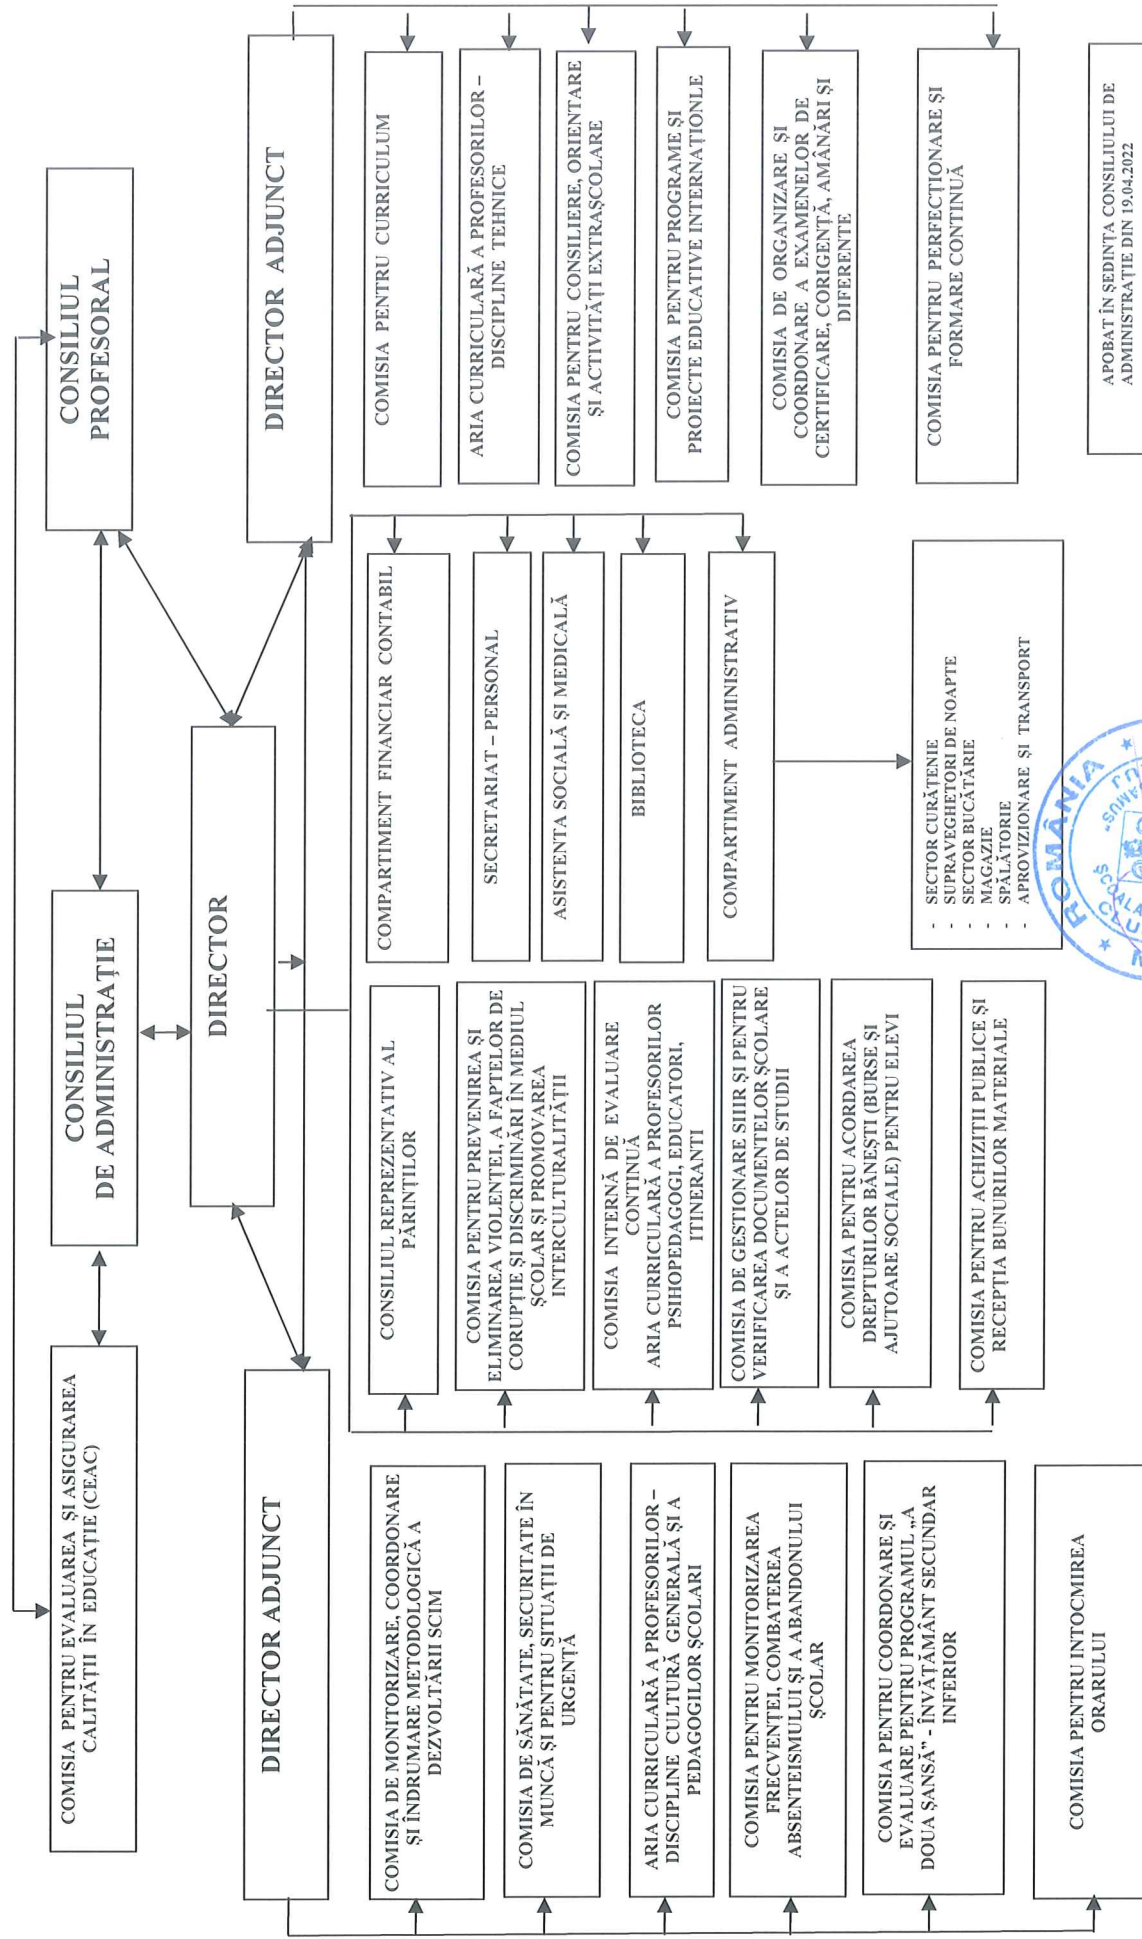 COMISIA PENTRU EVALUAREA ȘI ASIGURAREA
CALITĂȚII ÎN EDUCAȚIE (CEAC)
CONSILIUL
DE ADMINISTRAȚIE
CONSILIUL
PROFESORAL
DIRECTOR ADJUNCT
DIRECTOR
DIRECTOR ADJUNCT
COMISIA DE MONITORIZARE, COORDONARE
ȘI ÎNDRUMARE METODOLOGICĂ A
DEZVOLTĂRII SCIM
COMISIA DE SĂNĂTATE, SECURITATE ÎN
MUNCĂ ȘI PENTRU SITUAȚII DE
URGENȚĂ
ARIA CURRICULARĂ A PROFESORILOR –
DISCIPLINE CULTURĂ GENERALĂ ȘI A
PEDAGOGILOR ȘCOLARI
COMISIA PENTRU MONITORIZAREA
FRECVENȚEI, COMBATEREA
ABSENTEISMULUI ȘI A ABANDONULUI
ȘCOLAR
COMISIA PENTRU COORDONARE ȘI
EVALUARE PENTRU PROGRAMUL „A
DOUA ȘANSĂ” - ÎNVĂȚĂMÂNT SECUNDAR
INFERIOR
COMISIA PENTRU INTOCMIREA
ORARULUI
CONSILIUL REPREZENTATIV AL
PĂRINȚILOR
COMISIA PENTRU PREVENIREA ȘI
ELIMINAREA VIOLENȚEI, A FAPTELOR DE
CORUPȚIE ȘI DISCRIMINĂRI ÎN MEDIUL
ȘCOLAR ȘI PROMOVAREA
INTERCULTURALITĂȚII
COMISIA INTERNĂ DE EVALUARE
CONTINUĂ
ARIA CURRICULARĂ A PROFESORILOR
PSIHOPEDAGOGI, EDUCATORI,
ITINERANTI
COMISIA DE GESTIONARE SIIIR ȘI PENTRU
VERIFICAREA DOCUMENTELOR ȘCOLARE
ȘI A ACTELOR DE STUDII
COMISIA PENTRU ACORDAREA
DREPTURILOR BĂNEȘTI (BURSE ȘI
AJUTOARE SOCIALE) PENTRU ELEVI
COMISIA PENTRU ACHIZIȚII PUBLICE ȘI
RECEPȚIA BUNURILOR MATERIALE
COMPARTIMENT FINANCIAR CONTABIL
SECRETARIAT – PERSONAL
ASISTENTA SOCIALĂ ȘI MEDICALĂ
BIBLIOTECA
COMPARTIMENT ADMINISTRATIV
- SECTOR CURĂȚENIE
- SUPRAVEGHETORI DE NOAPTE
- SECTOR BUCĂTĂRIE
- MAGAZIE
- SPĂLĂTORIE
- APROVIZIONARE ȘI TRANSPORT
COMISIA PENTRU CURRICULUM
ARIA CURRICULARĂ A PROFESORILOR –
DISCIPLINE TEHNICE
COMISIA PENTRU CONSILIERE, ORIENTARE
ȘI ACTIVITĂȚI EXTRAȘCOLARE
COMISIA PENTRU PROGRAME ȘI
PROIECTE EDUCATIVE INTERNAȚIONLE
COMISIA DE ORGANIZARE ȘI
COORDONARE A EXAMENELOR DE
CERTIFICARE, CORIGENȚĂ, AMÂNĂRI ȘI
DIFERENTE
COMISIA PENTRU PERFECȚIONARE ȘI
FORMARE CONTINUĂ
APOBAT ÎN ȘEDINȚA CONSILIULUI DE
ADMINISTRAȚIE DIN 19.04.2022
ROMÂNIA
ȘCOALA